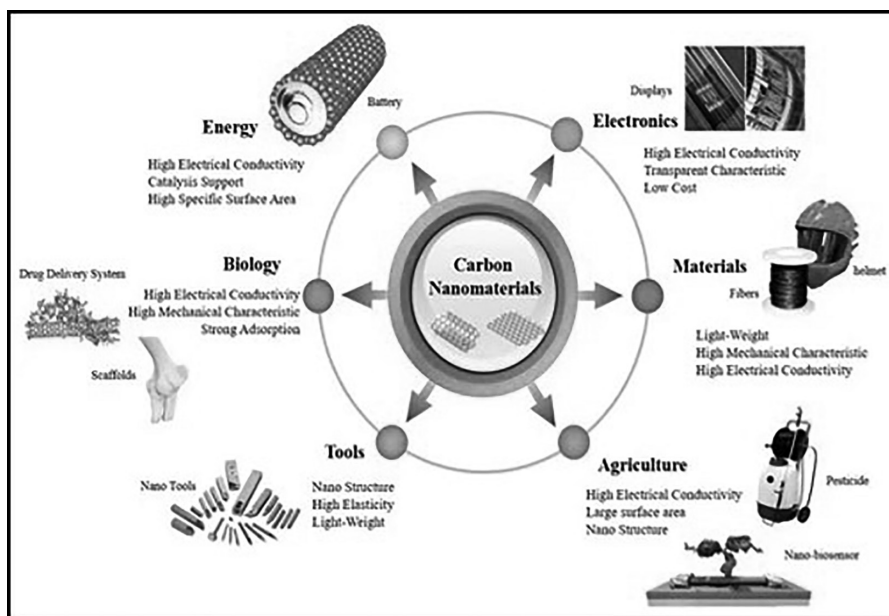 Battery
Energy
High Electrical Conductivity
Catalysis Support
High Specific Surface Area
Displays
Electronics
High Electrical Conductivity
Transparent Characteristic
Low Cost
Drug Delivery System
Biology
High Electrical Conductivity
High Mechanical Characteristic
Strong Adsorption
Scaffolds
Carbon
Nanomaterials
Materials
helmet
Fibers
Light-Weight
High Mechanical Characteristic
High Electrical Conductivity
Tools
Nano Tools
Nano Structure
High Elasticity
Light-Weight
Agriculture
Pesticide
High Electrical Conductivity
Large surface area
Nano Structure
Nano-biosensor